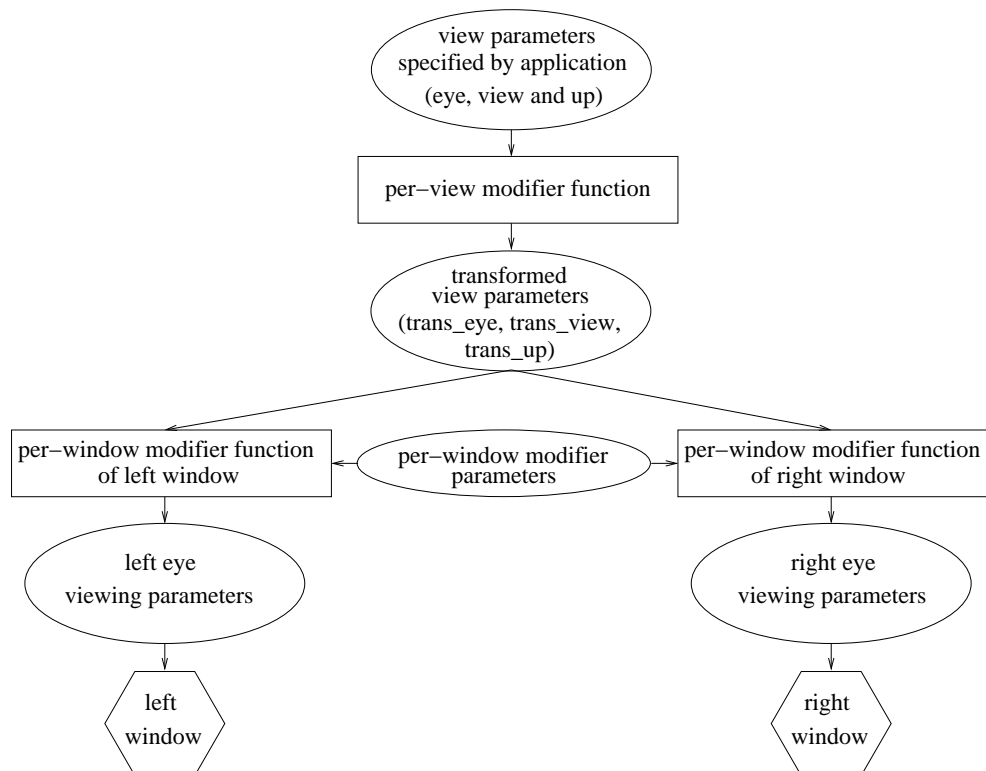 view parameters
specified by application
(eye, view and up)
per−view modifier function
transformed
view parameters
(trans_eye, trans_view,
trans_up)
per−window modifier function
of left window
per−window modifier
parameters
per−window modifier function
of right window
left eye
viewing parameters
right eye
viewing parameters
left
window
right
window